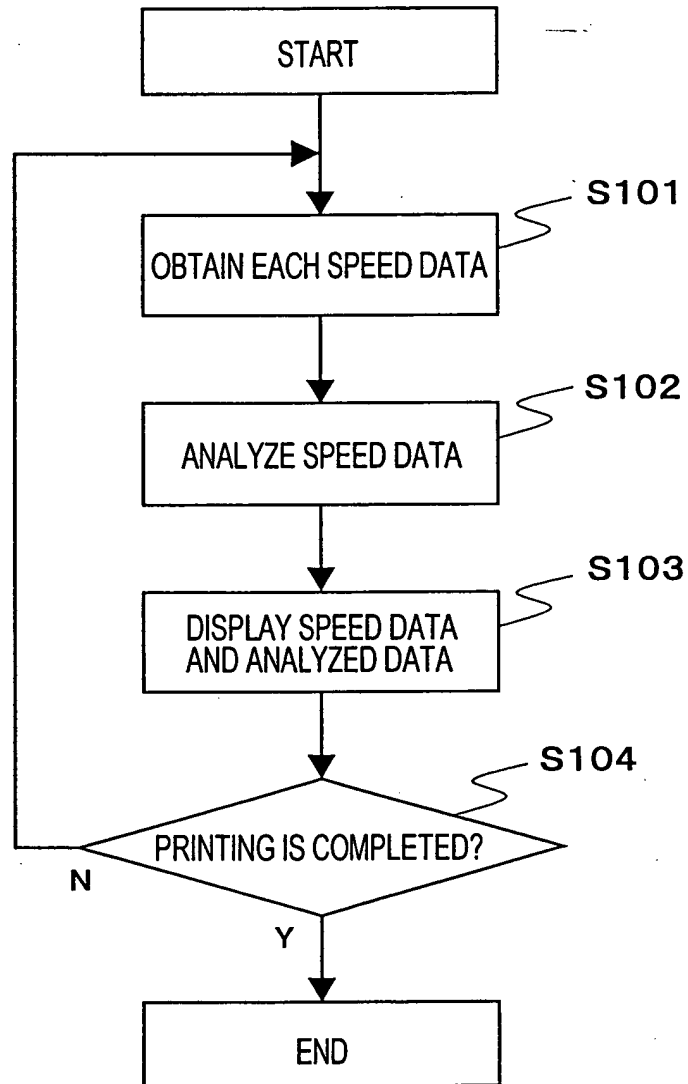 START
S101
OBTAIN EACH SPEED DATA
S102
ANALYZE SPEED DATA
S103
DISPLAY SPEED DATA
AND ANALYZED DATA
S104
PRINTING IS COMPLETED?
N
Y
END